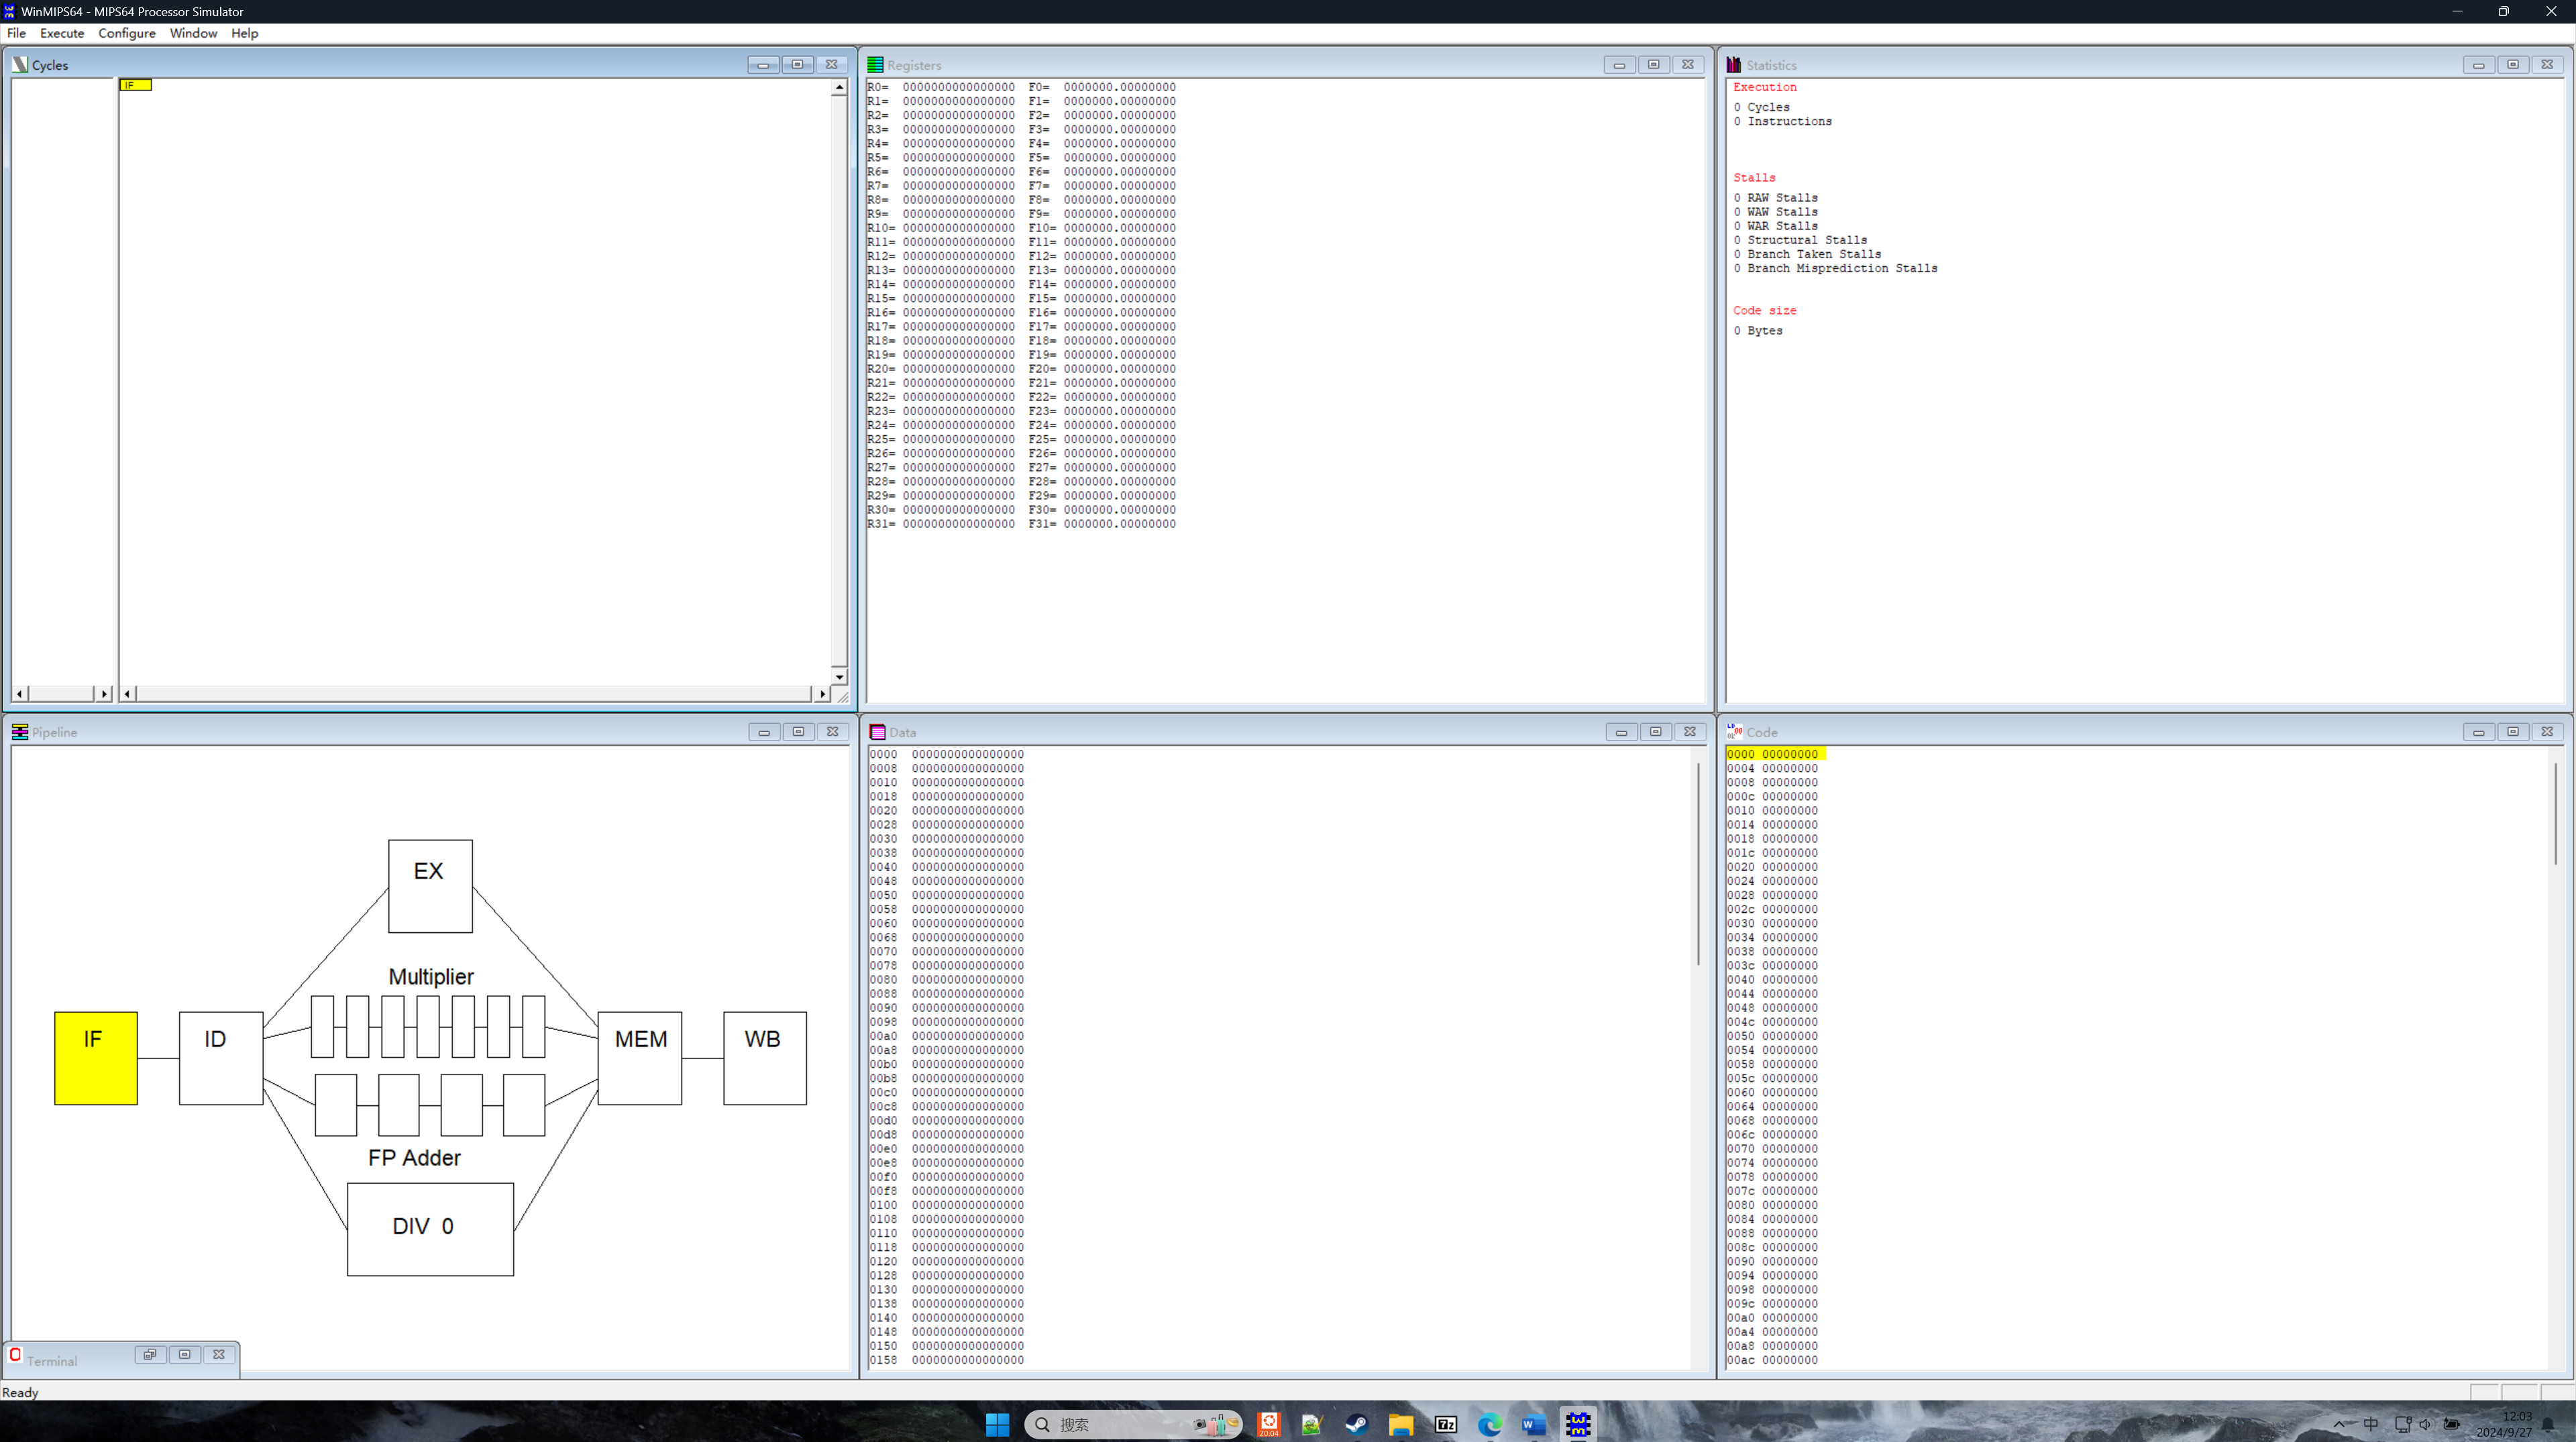 WinMIPS64 - MIPS64 Processor Simulator
File Execute Configure Window Help
Cycles
IF
Registers
R0= 0000000000000000 F0= 0000000.00000000
R1= 0000000000000000 F1= 0000000.00000000
R2= 0000000000000000 F2= 0000000.00000000
R3= 0000000000000000 F3= 0000000.00000000
R4= 0000000000000000 F4= 0000000.00000000
R5= 0000000000000000 F5= 0000000.00000000
R6= 0000000000000000 F6= 0000000.00000000
R7= 0000000000000000 F7= 0000000.00000000
R8= 0000000000000000 F8= 0000000.00000000
R9= 0000000000000000 F9= 0000000.00000000
R10= 0000000000000000 F10= 0000000.00000000
R11= 0000000000000000 F11= 0000000.00000000
R12= 0000000000000000 F12= 0000000.00000000
R13= 0000000000000000 F13= 0000000.00000000
R14= 0000000000000000 F14= 0000000.00000000
R15= 0000000000000000 F15= 0000000.00000000
R16= 0000000000000000 F16= 0000000.00000000
R17= 0000000000000000 F17= 0000000.00000000
R18= 0000000000000000 F18= 0000000.00000000
R19= 0000000000000000 F19= 0000000.00000000
R20= 0000000000000000 F20= 0000000.00000000
R21= 0000000000000000 F21= 0000000.00000000
R22= 0000000000000000 F22= 0000000.00000000
R23= 0000000000000000 F23= 0000000.00000000
R24= 0000000000000000 F24= 0000000.00000000
R25= 0000000000000000 F25= 0000000.00000000
R26= 0000000000000000 F26= 0000000.00000000
R27= 0000000000000000 F27= 0000000.00000000
R28= 0000000000000000 F28= 0000000.00000000
R29= 0000000000000000 F29= 0000000.00000000
R30= 0000000000000000 F30= 0000000.00000000
R31= 0000000000000000 F31= 0000000.00000000
Statistics
Execution
0 Cycles
0 Instructions
Stalls
0 RAW Stalls
0 WAW Stalls
0 WAR Stalls
0 Structural Stalls
0 Branch Taken Stalls
0 Branch Misprediction Stalls
Code size
0 Bytes
Pipeline
EX
Multiplier
IF ID MEM WB
FP Adder
DIV 0
Terminal
Data
0000 0000000000000000
0008 0000000000000000
0010 0000000000000000
0018 0000000000000000
0020 0000000000000000
0028 0000000000000000
0030 0000000000000000
0038 0000000000000000
0040 0000000000000000
0048 0000000000000000
0050 0000000000000000
0058 0000000000000000
0060 0000000000000000
0068 0000000000000000
0070 0000000000000000
0078 0000000000000000
0080 0000000000000000
0088 0000000000000000
0090 0000000000000000
0098 0000000000000000
00a0 0000000000000000
00a8 0000000000000000
00b0 0000000000000000
00b8 0000000000000000
00c0 0000000000000000
00c8 0000000000000000
00d0 0000000000000000
00d8 0000000000000000
00e0 0000000000000000
00e8 0000000000000000
00f0 0000000000000000
00f8 0000000000000000
0100 0000000000000000
0108 0000000000000000
0110 0000000000000000
0118 0000000000000000
0120 0000000000000000
0128 0000000000000000
0130 0000000000000000
0138 0000000000000000
0140 0000000000000000
0148 0000000000000000
0150 0000000000000000
0158 0000000000000000
Code
0000 00000000
0004 00000000
0008 00000000
000c 00000000
0010 00000000
0014 00000000
0018 00000000
001c 00000000
0020 00000000
0024 00000000
0028 00000000
002c 00000000
0030 00000000
0034 00000000
0038 00000000
003c 00000000
0040 00000000
0044 00000000
0048 00000000
004c 00000000
0050 00000000
0054 00000000
0058 00000000
005c 00000000
0060 00000000
0064 00000000
0068 00000000
006c 00000000
0070 00000000
0074 00000000
0078 00000000
007c 00000000
0080 00000000
0084 00000000
0088 00000000
008c 00000000
0090 00000000
0094 00000000
0098 00000000
009c 00000000
00a0 00000000
00a4 00000000
00a8 00000000
00ac 00000000
Ready
搜索
20.04
7z
中
12:03
2024/9/27